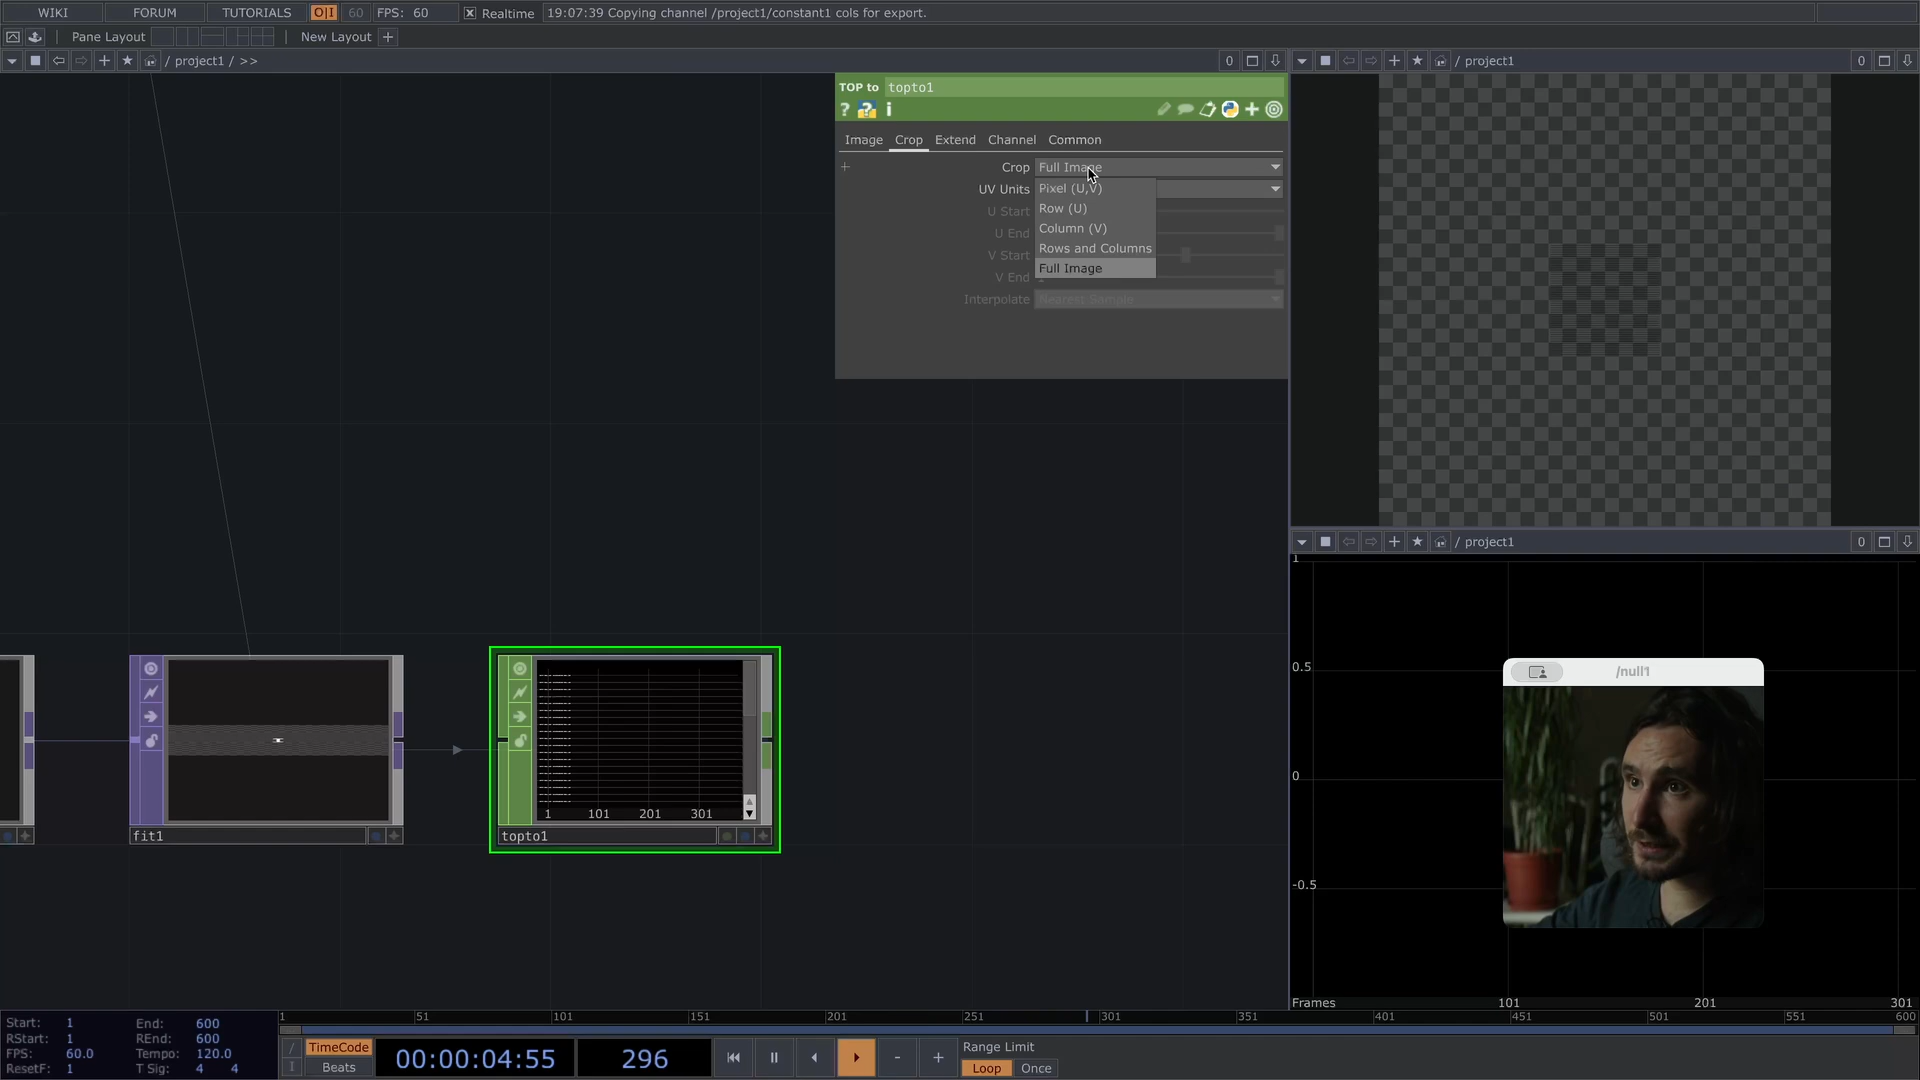 WIKI FORUM TUTORIALS O|I 60 FPS: 60 Realtime 19:07:39 Copying channel /project1/constant1 cols for export.
Pane Layout New Layout +
/ project1 / >> 0
/ project1 0
TOP to topto1
? ? i
Image Crop Extend Channel Common
Crop Full Image
UV Units
Pixel (U,V)
U Start
Row (U)
U End
Column (V)
V Start
Rows and Columns
V End
Full Image
Interpolate Nearest Sample
/ project1 0
1
0.5
0
-0.5
Frames 101 201 301
/null1
fit1
1 101 201 301
topto1
1 51 101 151 201 251 301 351 401 451 501 551 600
Start: 1 End: 600
RStart: 1 REnd: 600
FPS: 60.0 Tempo: 120.0
ResetF: 1 T Sig: 4 4
TimeCode
Beats
00:00:04:55 296
Range Limit
Loop Once